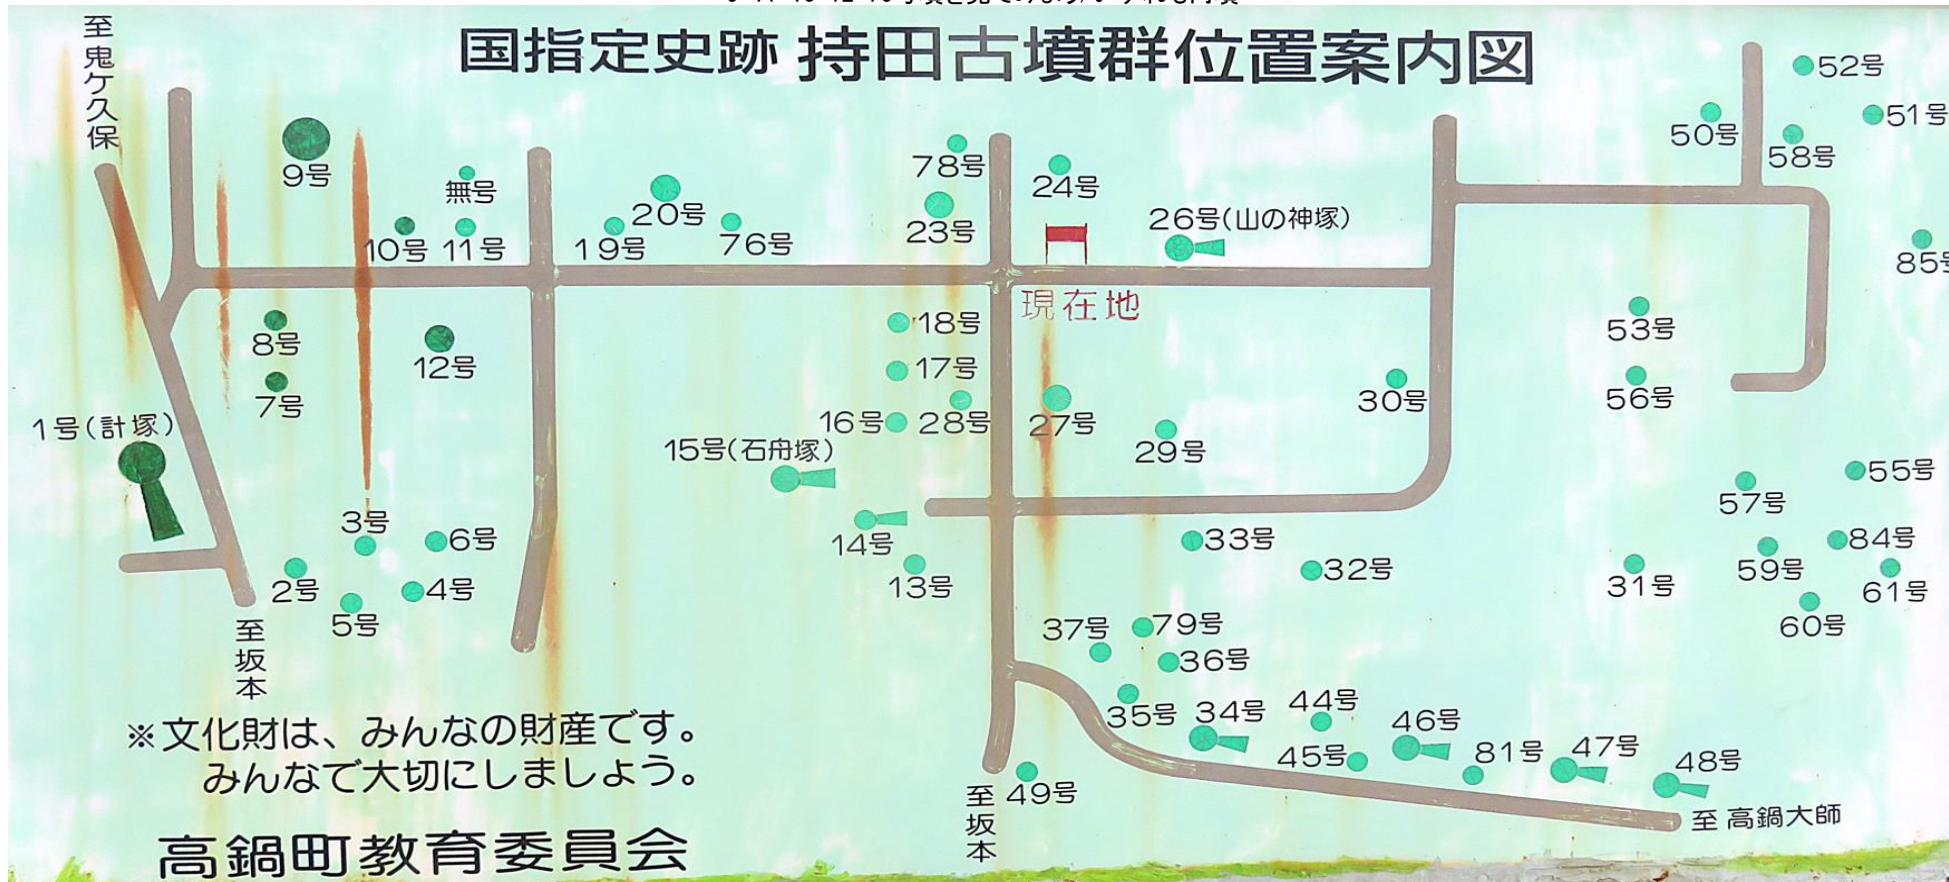 国指定史跡 持田古墳群位置案内図
至鬼ケ久保
9号
無号
10号
11号
19号
20号
76号
78号
23号
24号
26号(山の神塚)
50号
52号
51号
58号
85号
現在地
8号
7号
12号
18号
17号
16号
28号
27号
29号
30号
53号
56号
1号(計塚)
15号(石舟塚)
14号
13号
3号
6号
2号
4号
5号
33号
32号
31号
57号
55号
84号
59号
61号
60号
37号
79号
36号
35号
34号
44号
45号
46号
81号
47号
48号
49号
至坂本
至坂本
至高鍋大師
※文化財は、みんなの財産です。
みんなで大切にしましょう。
高鍋町教育委員会